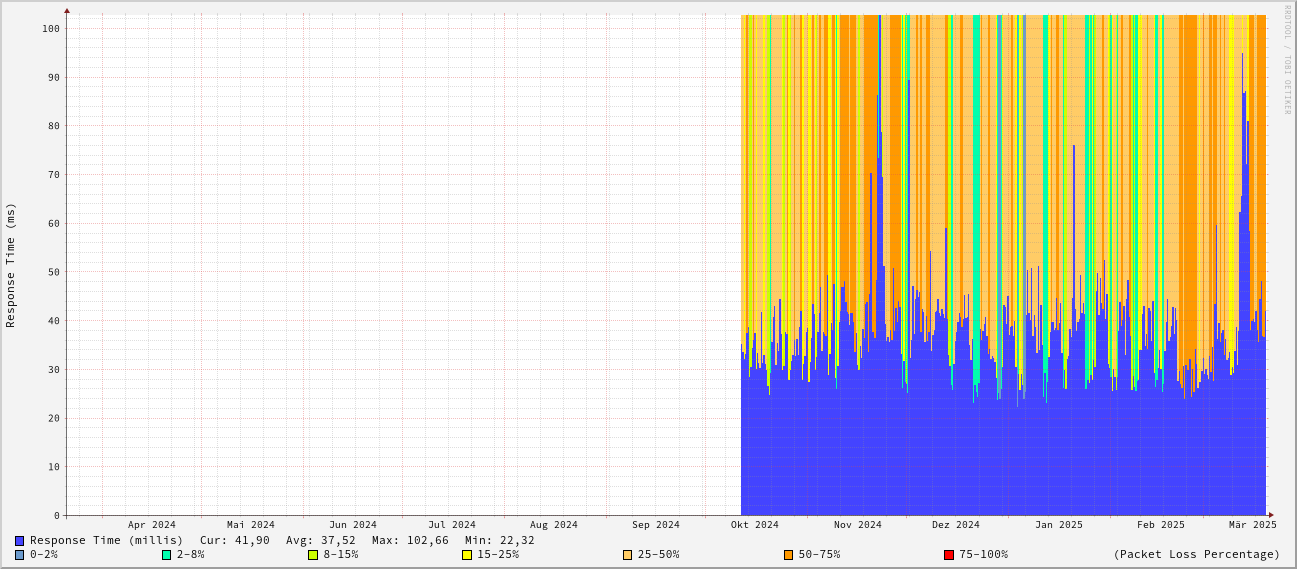 RRDTOOL / TOBI OETIKER
Response Time (ms)
100
90
80
70
60
50
40
30
20
10
0
Apr 2024 Mai 2024 Jun 2024 Jul 2024 Aug 2024 Sep 2024 Okt 2024 Nov 2024 Dez 2024 Jan 2025 Feb 2025 Mär 2025
Response Time (millis) Cur: 41,90 Avg: 37,52 Max: 102,66 Min: 22,32
0-2% 2-8% 8-15% 15-25% 25-50% 50-75% 75-100% (Packet Loss Percentage)